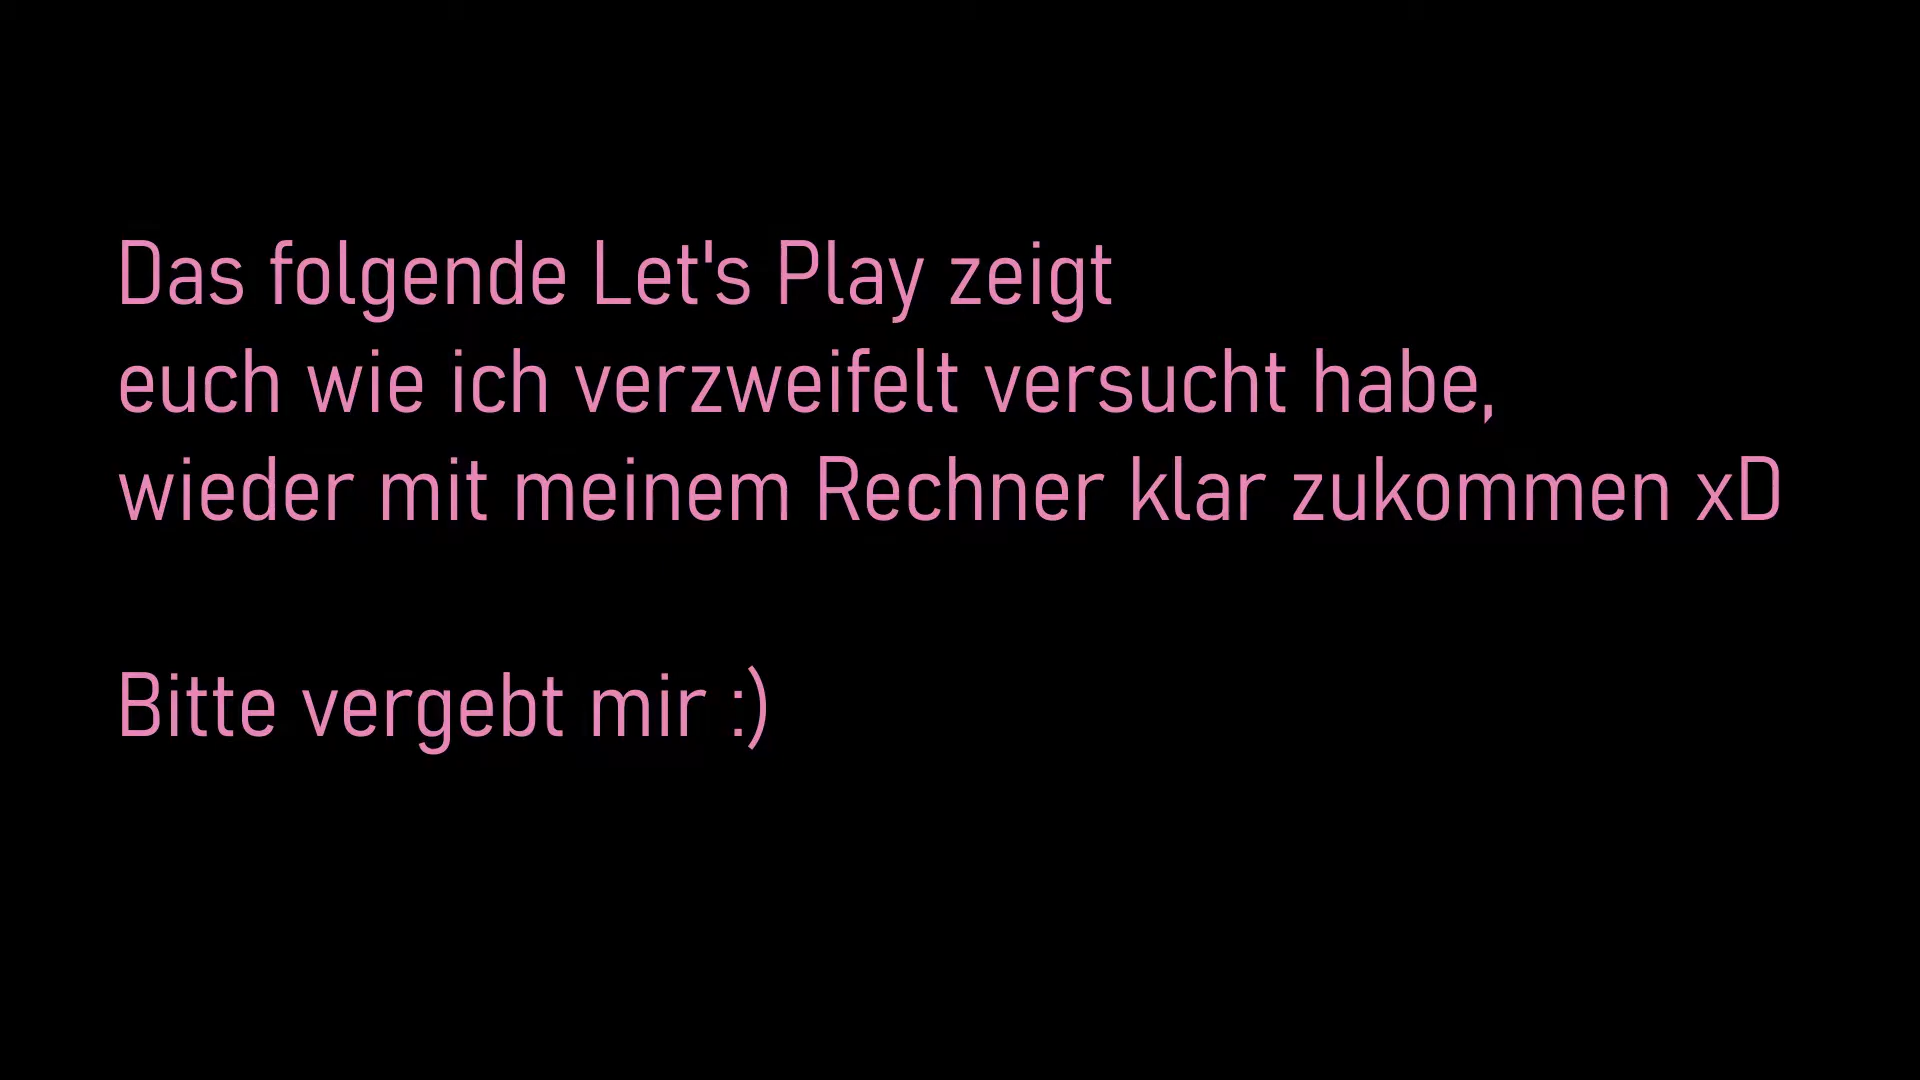 Das folgende Let's Play zeigt
euch wie ich verzweifelt versucht habe,
wieder mit meinem Rechner klar zukommen xD
Bitte vergebt mir :)